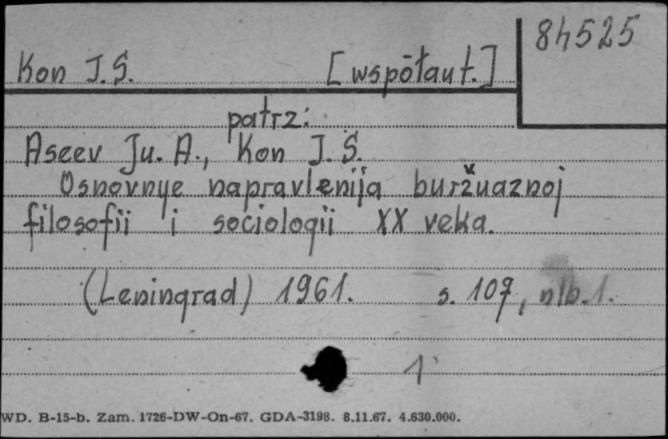 84525
Kon J. S. [współaut.]
patrz:
Aseev Ju. A., Kon J. S.
Osnovnye napravlenija buržuaznoj
filosofii i sociologii XX veka.
(Leningrad) 1961. s. 107, nlb. 1.
1
WD. B-15-b. Zam. 1726-DW-On-67. GDA-3198. 8.11.67. 4.630.000.